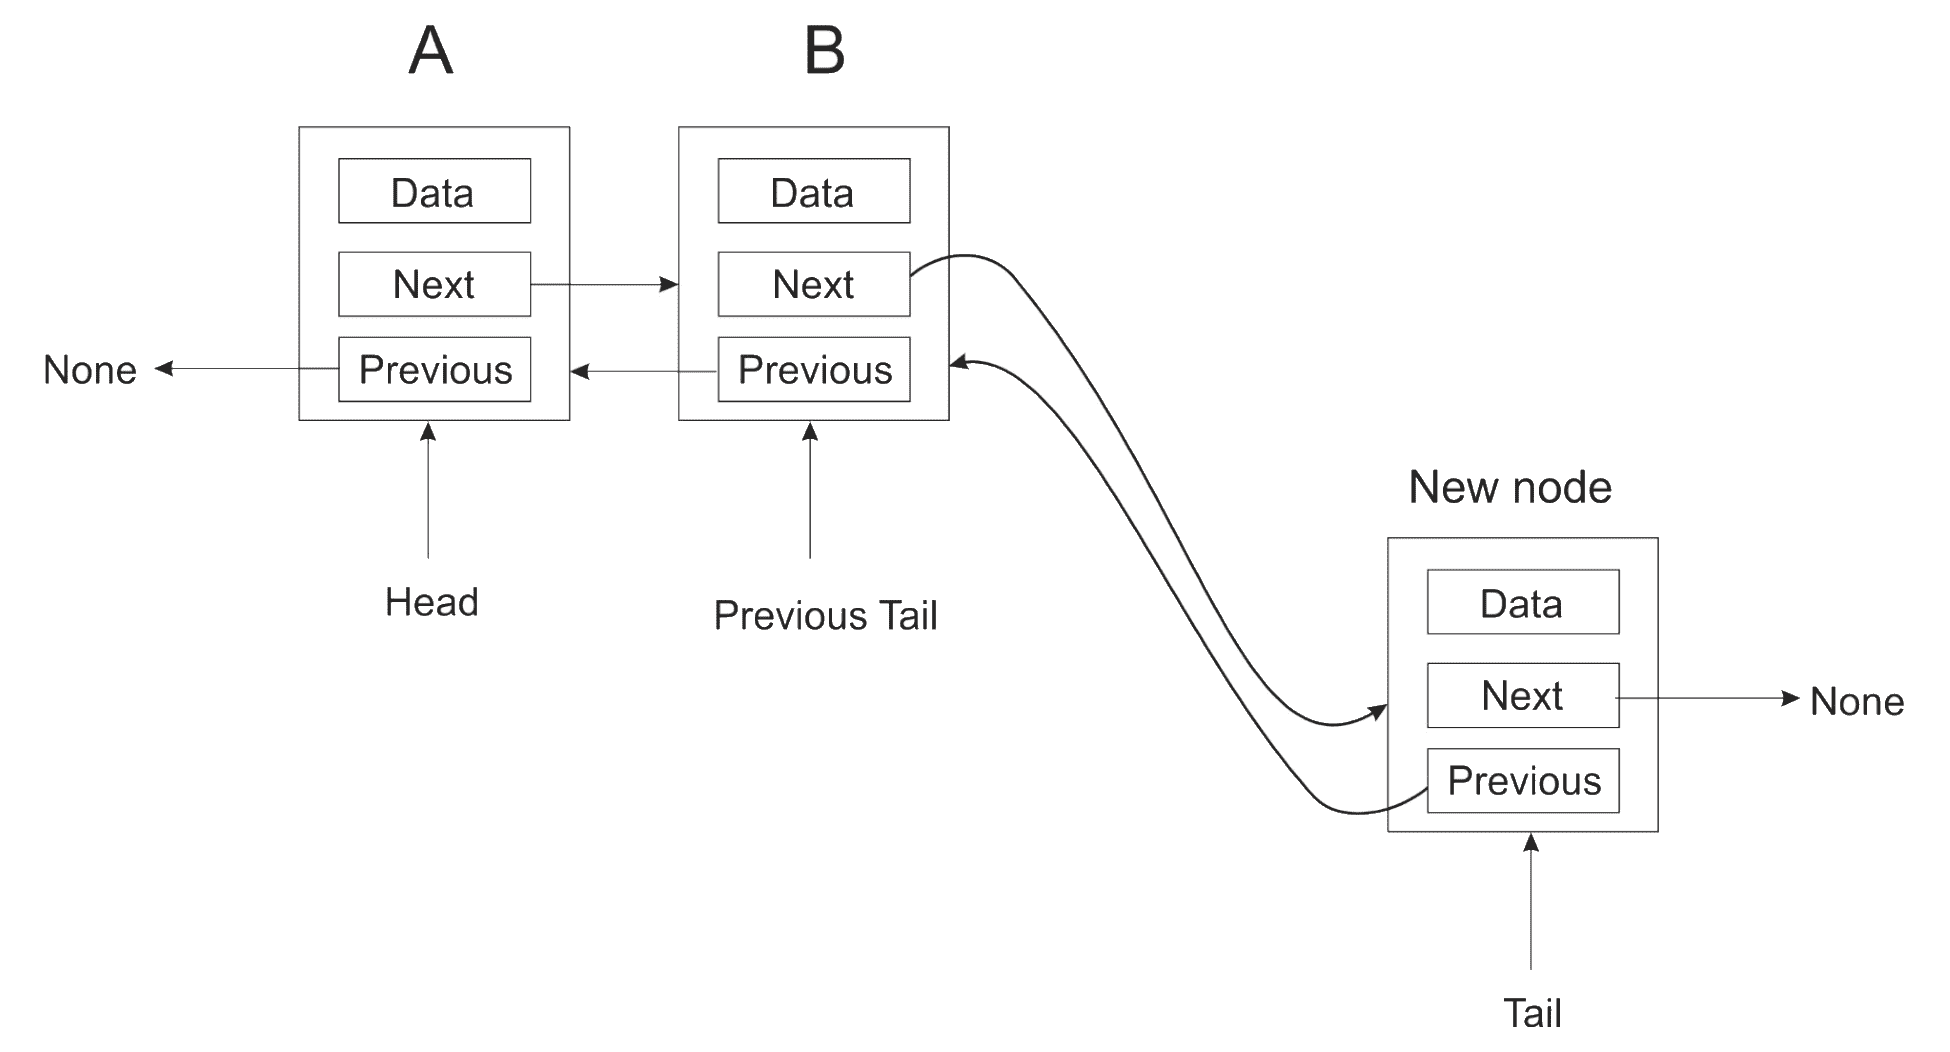 A
B
Data
Next
Previous
Data
Next
Previous
None
Head
Previous Tail
New node
Data
Next
Previous
None
Tail